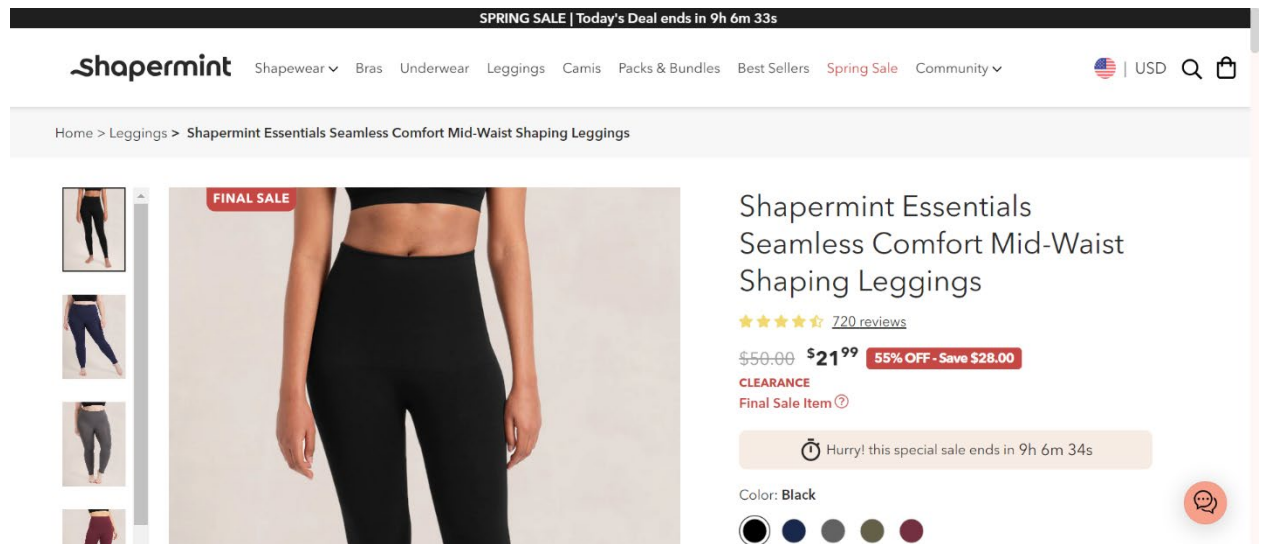 SPRING SALE | Today's Deal ends in 9h 6m 33s
shapermint Shapewear Bras Underwear Leggings Camis Packs & Bundles Best Sellers Spring Sale Community | USD
Home > Leggings > Shapermint Essentials Seamless Comfort Mid-Waist Shaping Leggings
FINAL SALE
Shapermint Essentials
Seamless Comfort Mid-Waist
Shaping Leggings
720 reviews
$50.00 $2199 55% OFF - Save $28.00
CLEARANCE
Final Sale Item ?
Hurry! this special sale ends in 9h 6m 34s
Color: Black